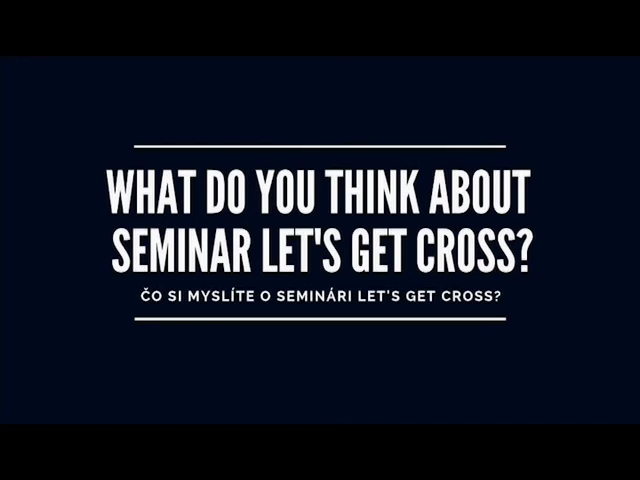 WHAT DO YOU THINK ABOUT
SEMINAR LET'S GET CROSS?
ČO SI MYSLÍTE O SEMINÁRI LET'S GET CROSS?